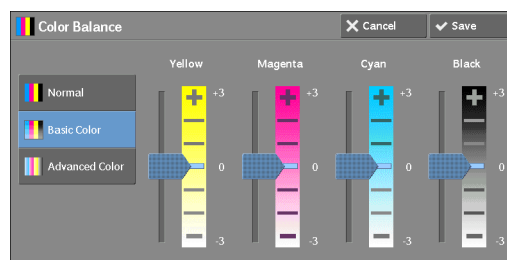 Color Balance
Cancel
Save
Normal
Basic Color
Advanced Color
Yellow
+3
0
-3
Magenta
+3
0
-3
Cyan
+3
0
-3
Black
+3
0
-3